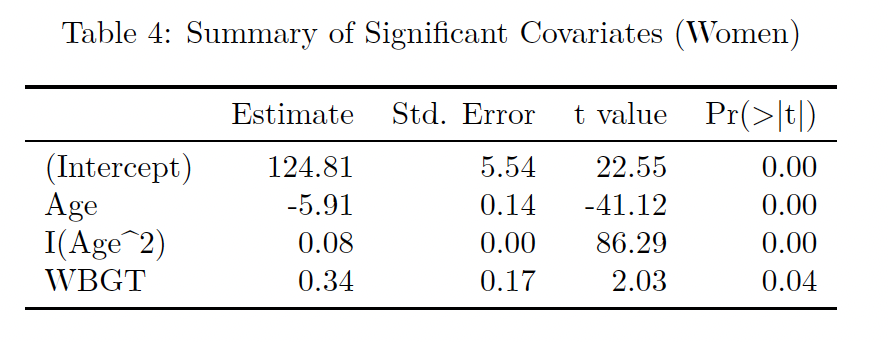 Table 4: Summary of Significant Covariates (Women)
Estimate Std. Error t value Pr(>|t|)
(Intercept) 124.81 5.54 22.55 0.00
Age -5.91 0.14 -41.12 0.00
I(Age^2) 0.08 0.00 86.29 0.00
WBGT 0.34 0.17 2.03 0.04